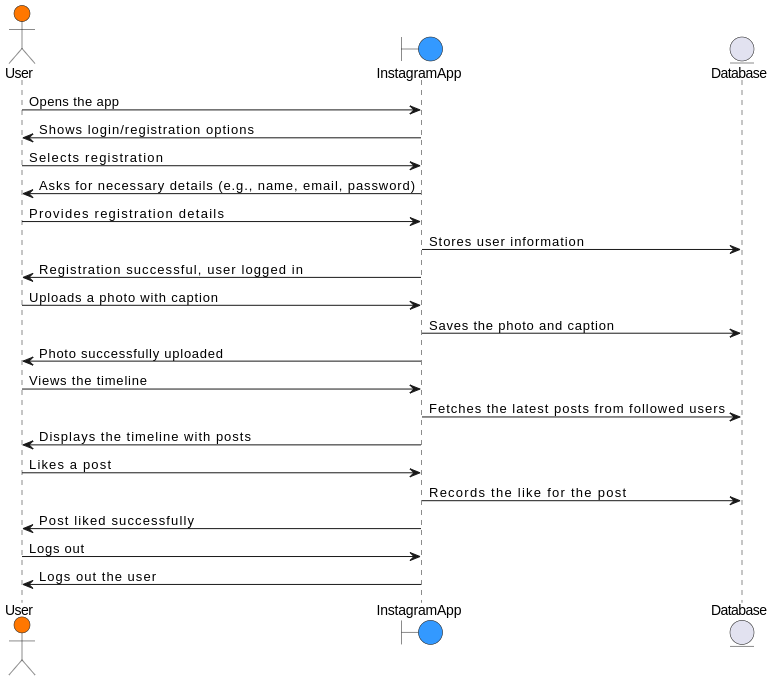 User
InstagramApp
Database
Opens the app
Shows login/registration options
Selects registration
Asks for necessary details (e.g., name, email, password)
Provides registration details
Stores user information
Registration successful, user logged in
Uploads a photo with caption
Saves the photo and caption
Photo successfully uploaded
Views the timeline
Fetches the latest posts from followed users
Displays the timeline with posts
Likes a post
Records the like for the post
Post liked successfully
Logs out
Logs out the user
User
InstagramApp
Database